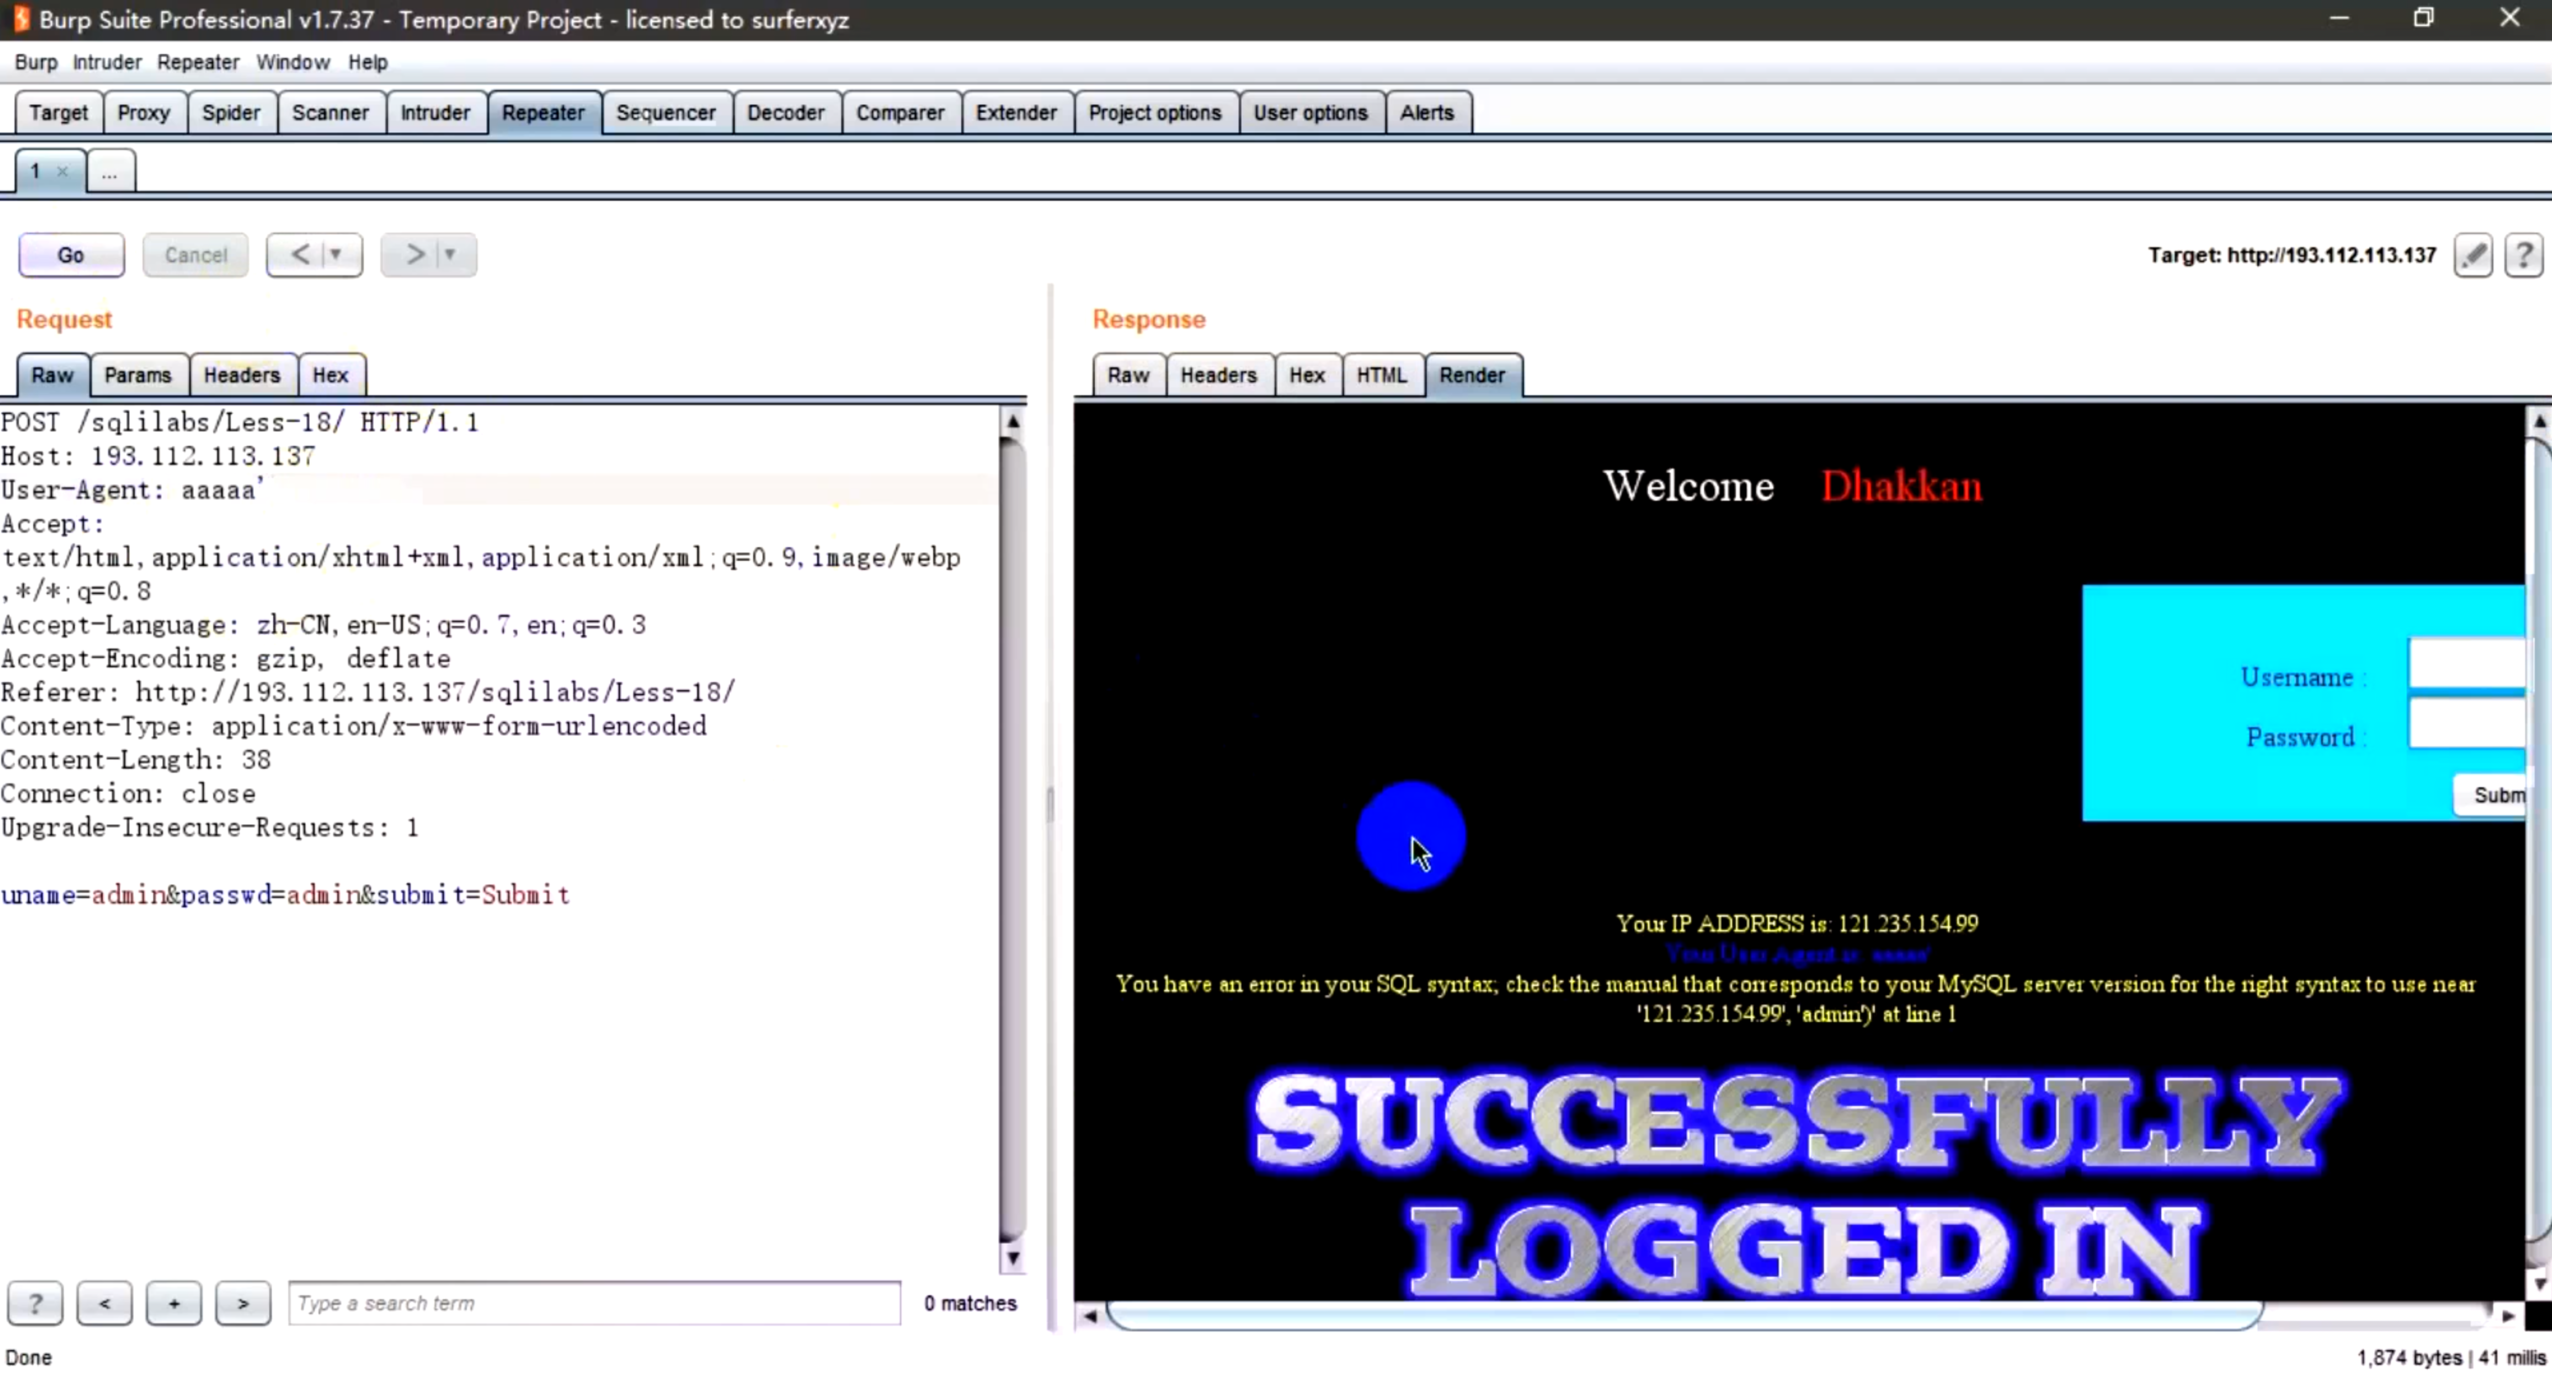 Burp Suite Professional v1.7.37 - Temporary Project - licensed to surferxyz
Burp Intruder Repeater Window Help
Target Proxy Spider Scanner Intruder Repeater Sequencer Decoder Comparer Extender Project options User options Alerts
1 × ...
Go Cancel < > Target: http://193.112.113.137 ?
Request
Raw Params Headers Hex
POST /sqlilabs/Less-18/ HTTP/1.1
Host: 193.112.113.137
User-Agent: aaaaa'
Accept:
text/html,application/xhtml+xml,application/xml;q=0.9,image/webp
,*/*;q=0.8
Accept-Language: zh-CN,en-US;q=0.7,en;q=0.3
Accept-Encoding: gzip, deflate
Referer: http://193.112.113.137/sqlilabs/Less-18/
Content-Type: application/x-www-form-urlencoded
Content-Length: 38
Connection: close
Upgrade-Insecure-Requests: 1
uname=admin&passwd=admin&submit=Submit
? < + > Type a search term 0 matches
Response
Raw Headers Hex HTML Render
Welcome Dhakkan
Username :
Password :
Subm
Your IP ADDRESS is: 121.235.154.99
Your User Agent is: aaaaa'
You have an error in your SQL syntax; check the manual that corresponds to your MySQL server version for the right syntax to use near
'121.235.154.99', 'admin')' at line 1
SUCCESSFULLY
LOGGED IN
Done 1,874 bytes | 41 millis